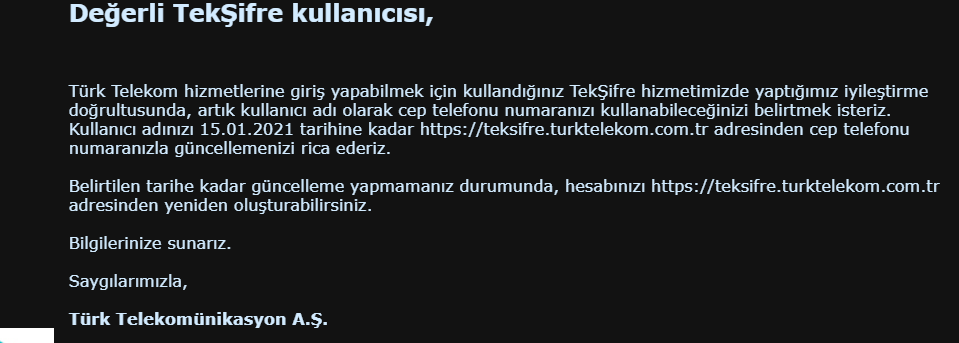 Değerli TekŞifre kullanıcısı,
Türk Telekom hizmetlerine giriş yapabilmek için kullandığınız TekŞifre hizmetimizde yaptığımız iyileştirme
doğrultusunda, artık kullanıcı adı olarak cep telefonu numaranızı kullanabileceğinizi belirtmek isteriz.
Kullanıcı adınızı 15.01.2021 tarihine kadar https://teksifre.turktelekom.com.tr adresinden cep telefonu
numaranızla güncellemenizi rica ederiz.
Belirtilen tarihe kadar güncelleme yapmamanız durumunda, hesabınızı https://teksifre.turktelekom.com.tr
adresinden yeniden oluşturabilirsiniz.
Bilgilerinize sunarız.
Saygılarımızla,
Türk Telekomünikasyon A.Ş.